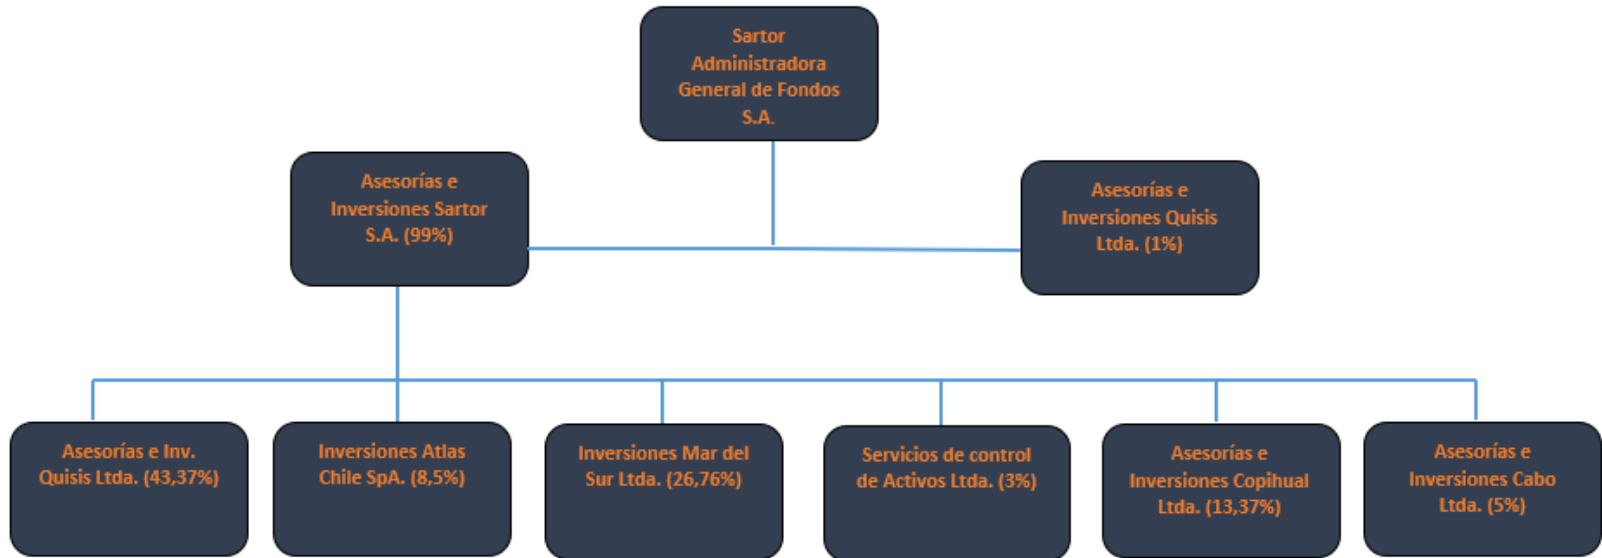 Sartor
Administradora
General de Fondos
S.A.
Asesorías e
Inversiones Sartor
S.A. (99%)
Asesorías e
Inversiones Quisis
Ltda. (1%)
Asesorías e Inv.
Quisis Ltda. (43,37%)
Inversiones Atlas
Chile SpA. (8,5%)
Inversiones Mar del
Sur Ltda. (26,76%)
Servicios de control
de Activos Ltda. (3%)
Asesorías e
Inversiones Copihual
Ltda. (13,37%)
Asesorías e
Inversiones Cabo
Ltda. (5%)